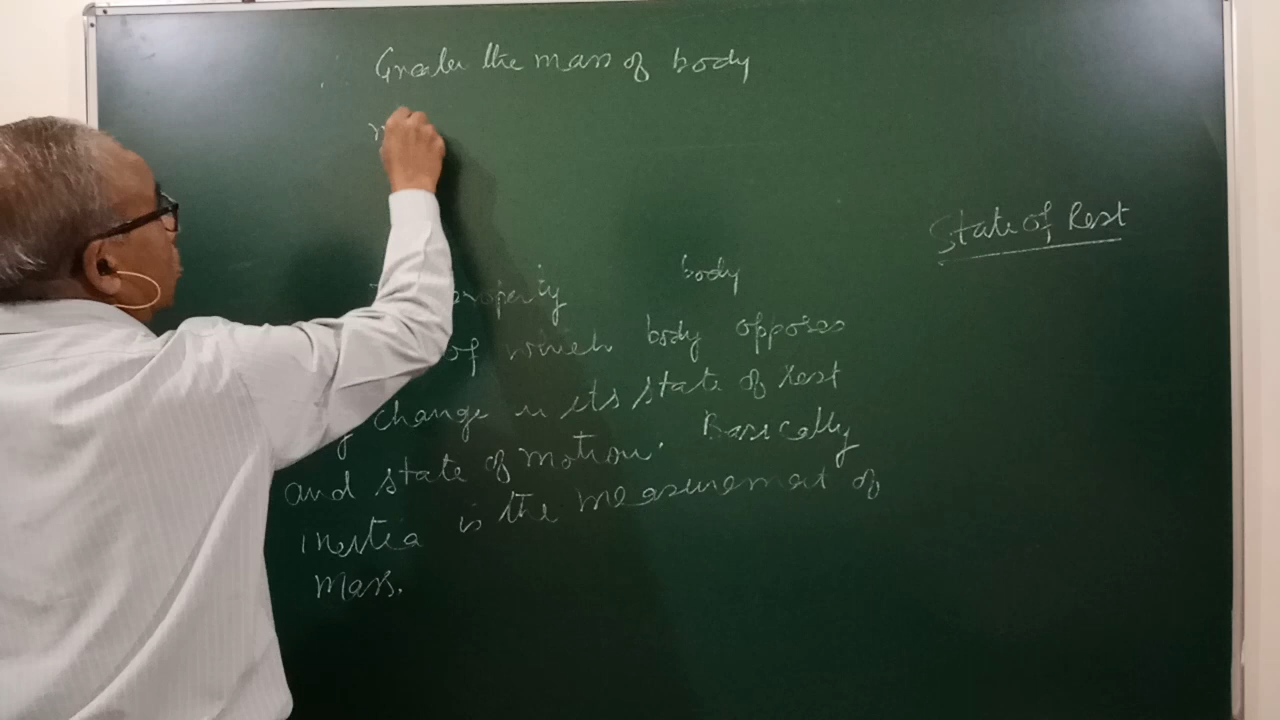 Greater the mass of body
State of Rest
property body
of which body opposes
change in its state of rest
and state of motion. Basically
inertia is the measurement of
mass.